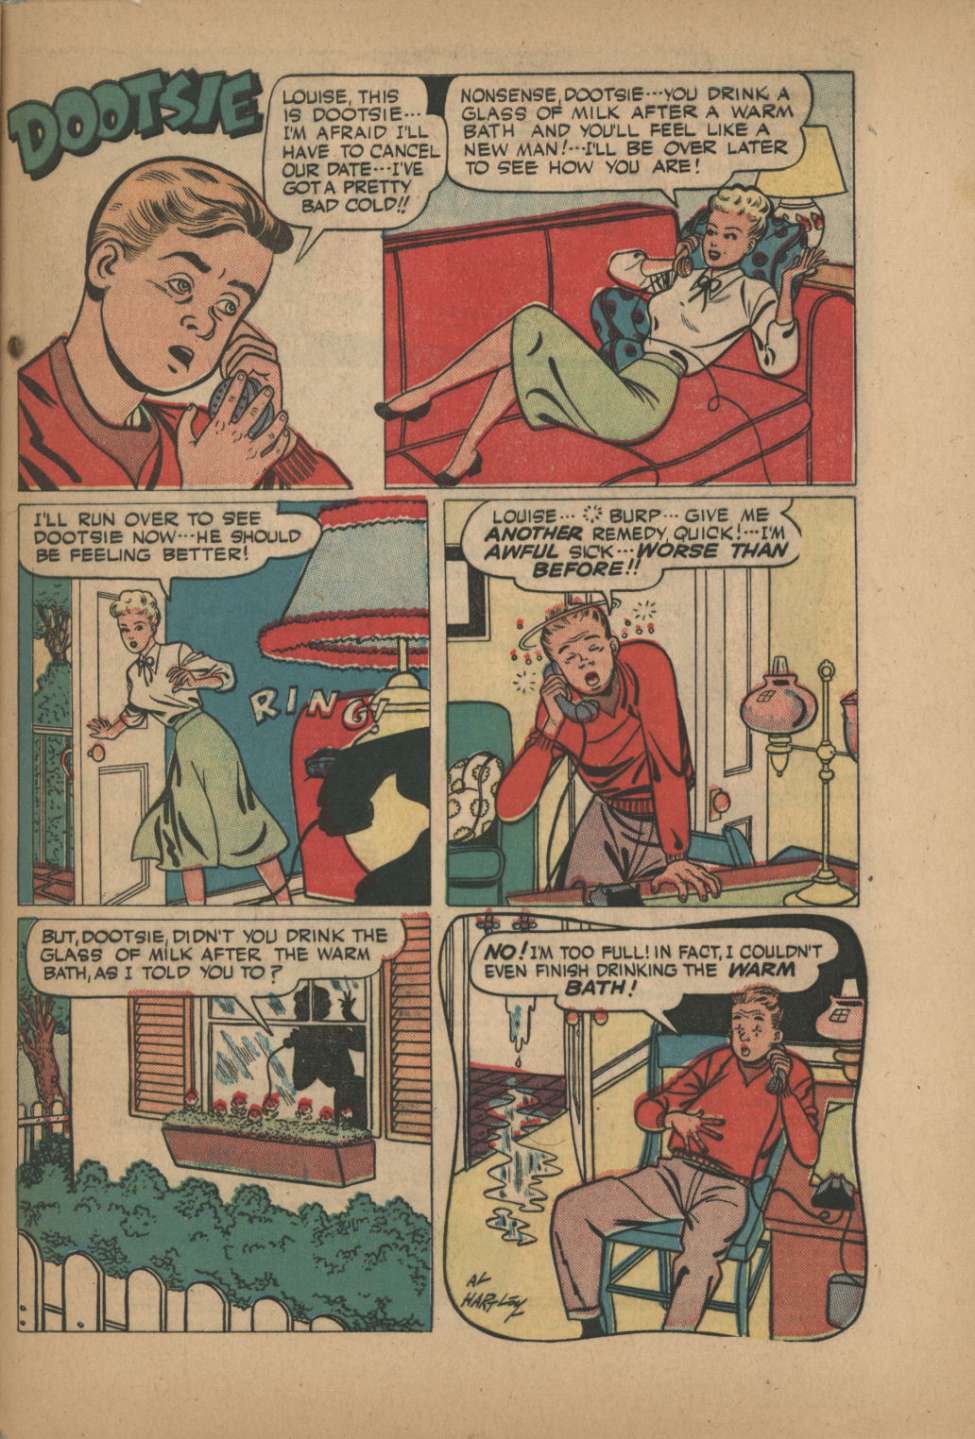 DOOTSIE
LOUISE, THIS
IS DOOTSIE---
I'M AFRAID I'LL
HAVE TO CANCEL
OUR DATE---I'VE
GOT A PRETTY
BAD COLD!!
NONSENSE, DOOTSIE---YOU DRINK A
GLASS OF MILK AFTER A WARM
BATH AND YOU'LL FEEL LIKE A
NEW MAN!---I'LL BE OVER LATER
TO SEE HOW YOU ARE!
I'LL RUN OVER TO SEE
DOOTSIE NOW---HE SHOULD
BE FEELING BETTER!
RING
LOUISE--- BURP--- GIVE ME
ANOTHER REMEDY, QUICK!---I'M
AWFUL SICK---WORSE THAN
BEFORE!!
BUT, DOOTSIE, DIDN'T YOU DRINK THE
GLASS OF MILK AFTER THE WARM
BATH, AS I TOLD YOU TO?
NO! I'M TOO FULL! IN FACT, I COULDN'T
EVEN FINISH DRINKING THE WARM
BATH!
AL
HARTLEY